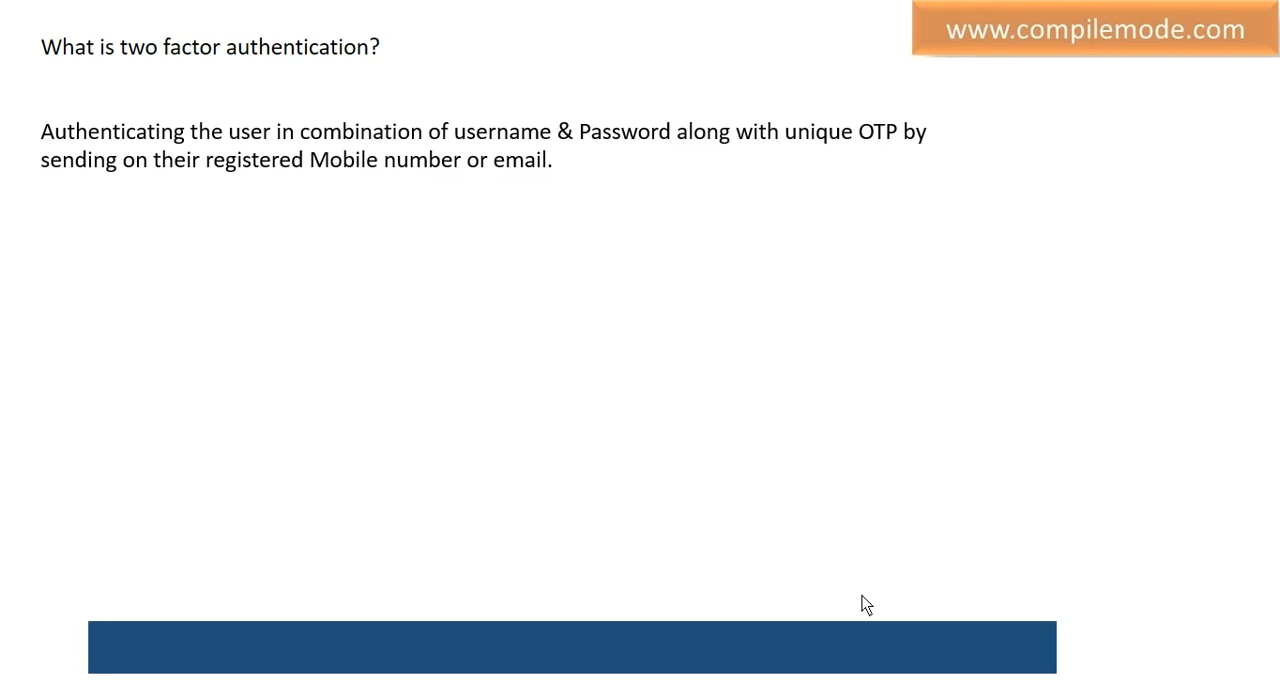 What is two factor authentication?
www.compilemode.com
Authenticating the user in combination of username & Password along with unique OTP by
sending on their registered Mobile number or email.